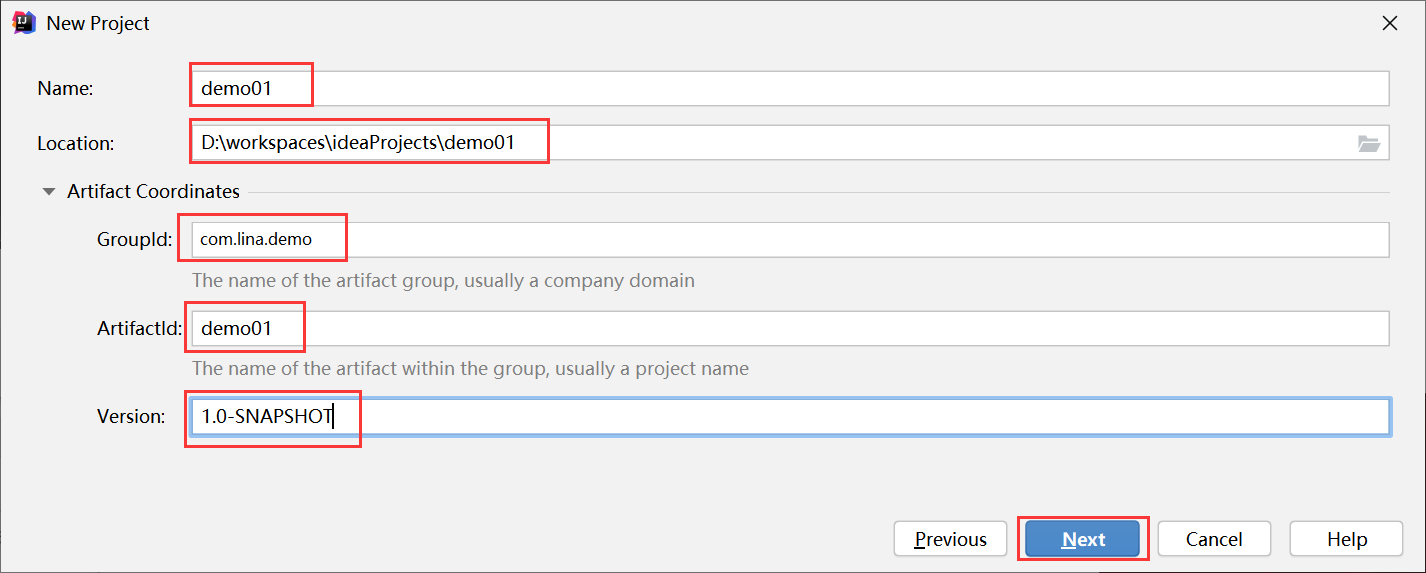 New Project
Name: demo01
Location: D:\workspaces\ideaProjects\demo01
Artifact Coordinates
GroupId: com.lina.demo
The name of the artifact group, usually a company domain
ArtifactId: demo01
The name of the artifact within the group, usually a project name
Version: 1.0-SNAPSHOT
Previous Next Cancel Help